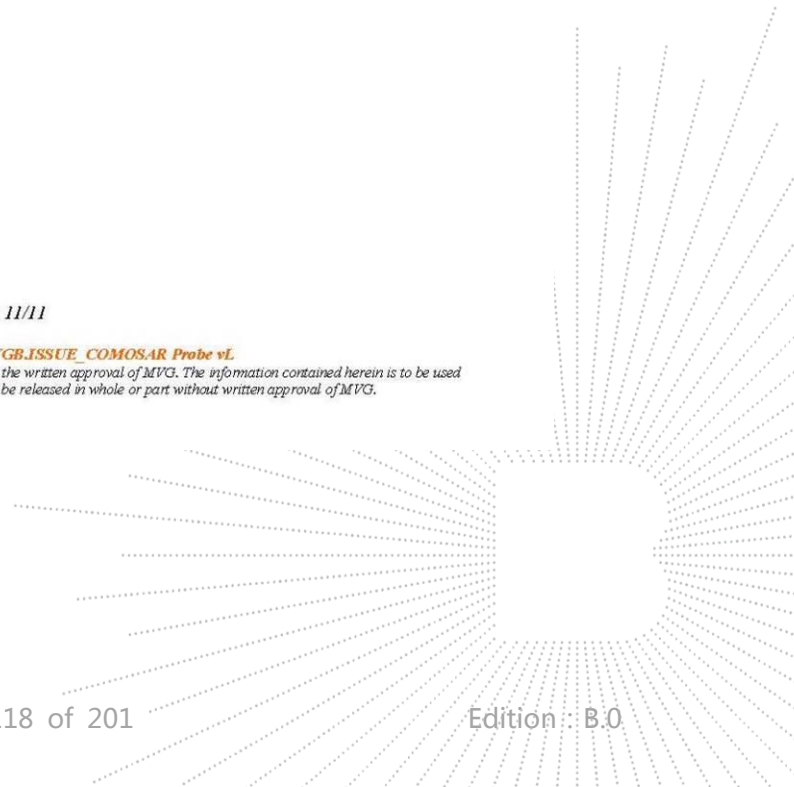 11/11
GB.ISSUE_COMOSAR Probe vL
the written approval of MVG. The information contained herein is to be used
be released in whole or part without written approval of MVG.
18 of 201
Edition : B.0